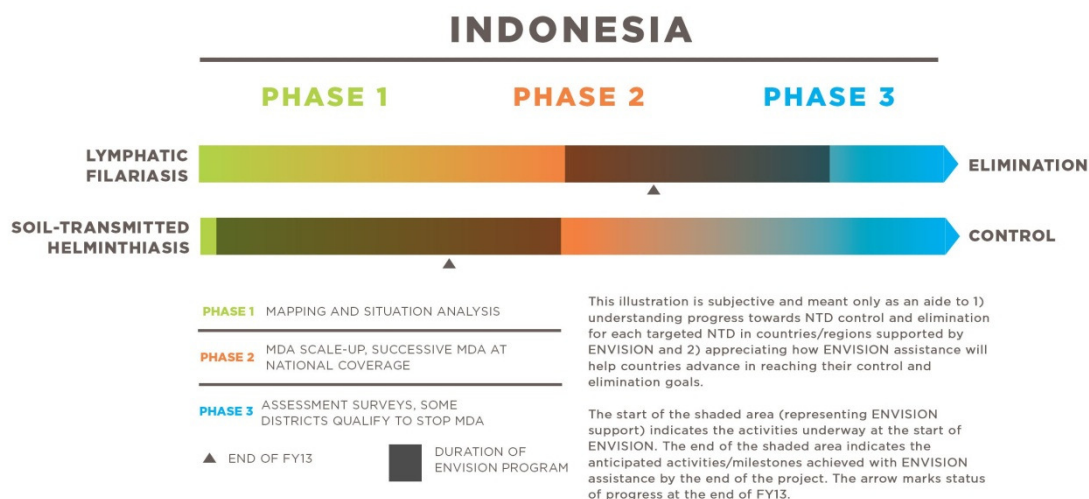 INDONESIA
PHASE 1 PHASE 2 PHASE 3
LYMPHATIC
FILARIASIS
ELIMINATION
SOIL-TRANSMITTED
HELMINTHIASIS
CONTROL
PHASE 1 MAPPING AND SITUATION ANALYSIS
PHASE 2 MDA SCALE-UP, SUCCESSIVE MDA AT
NATIONAL COVERAGE
PHASE 3 ASSESSMENT SURVEYS, SOME
DISTRICTS QUALIFY TO STOP MDA
END OF FY13
DURATION OF
ENVISION PROGRAM
This illustration is subjective and meant only as an aide to 1)
understanding progress towards NTD control and elimination
for each targeted NTD in countries/regions supported by
ENVISION and 2) appreciating how ENVISION assistance will
help countries advance in reaching their control and
elimination goals.
The start of the shaded area (representing ENVISION
support) indicates the activities underway at the start of
ENVISION. The end of the shaded area indicates the
anticipated activities/milestones achieved with ENVISION
assistance by the end of the project. The arrow marks status
of progress at the end of FY13.